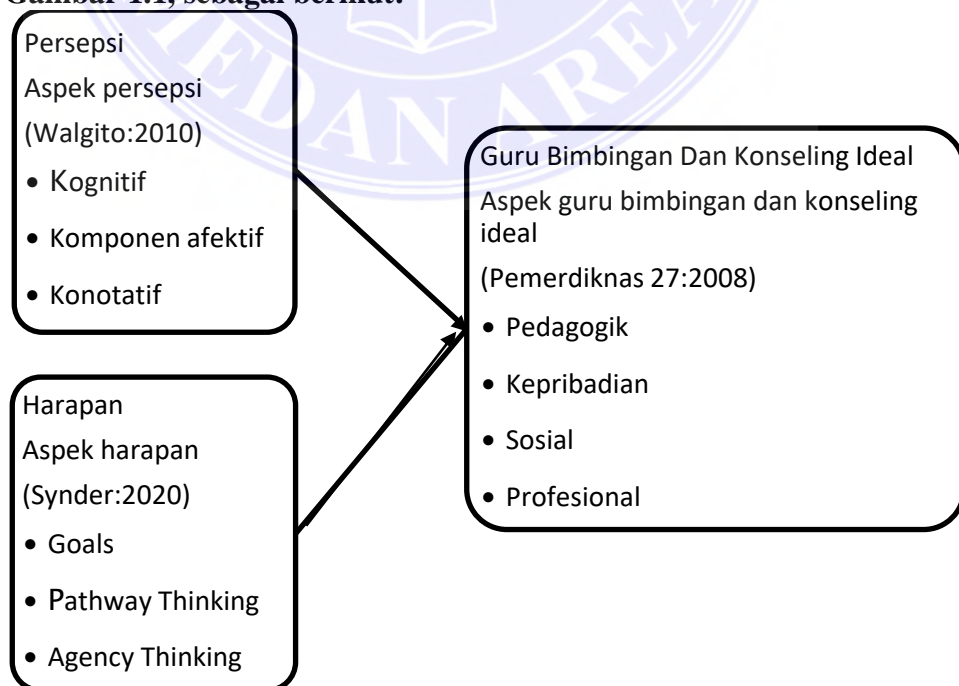 Gambar 1.1, sebagai berikut:
MEDAN AREA
Persepsi
Aspek persepsi
(Walgito:2010)
• Kognitif
• Komponen afektif
• Konotatif
Harapan
Aspek harapan
(Synder:2020)
• Goals
• Pathway Thinking
• Agency Thinking
Guru Bimbingan Dan Konseling Ideal
Aspek guru bimbingan dan konseling
ideal
(Pemerdiknas 27:2008)
• Pedagogik
• Kepribadian
• Sosial
• Profesional